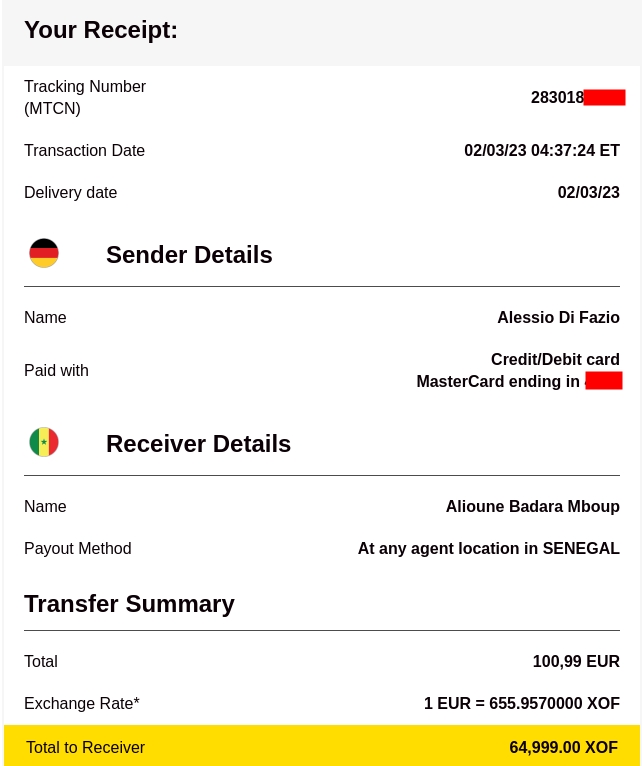 Your Receipt:
Tracking Number
(MTCN)
283018
Transaction Date 02/03/23 04:37:24 ET
Delivery date 02/03/23
Sender Details
Name Alessio Di Fazio
Paid with
Credit/Debit card
MasterCard ending in
Receiver Details
Name Alioune Badara Mboup
Payout Method At any agent location in SENEGAL
Transfer Summary
Total 100,99 EUR
Exchange Rate* 1 EUR = 655.9570000 XOF
Total to Receiver 64,999.00 XOF